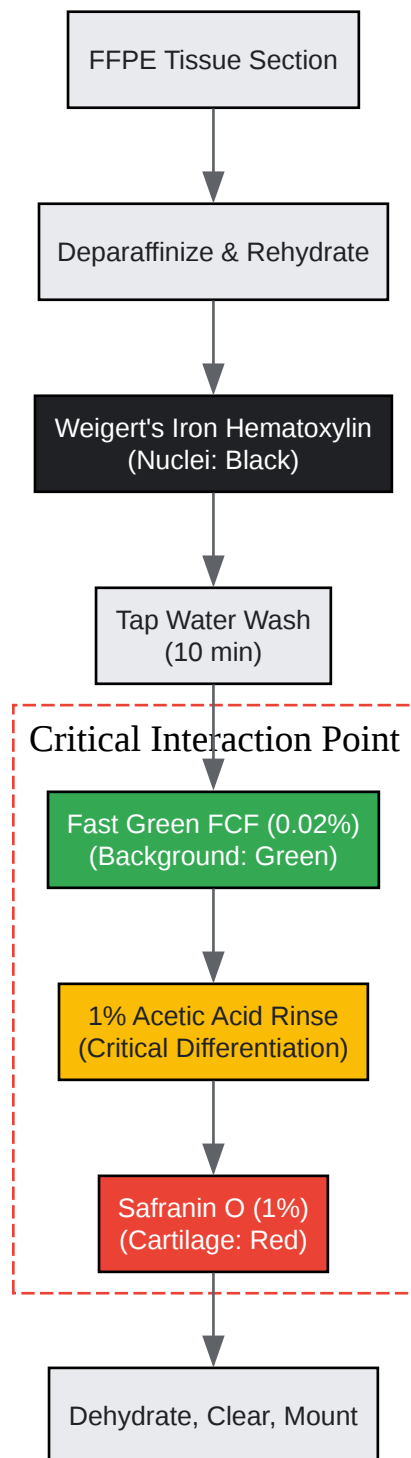 FFPE Tissue Section
Deparaffinize & Rehydrate
Weigert's Iron Hematoxylin
(Nuclei: Black)
Tap Water Wash
(10 min)
Critical Interaction Point
Fast Green FCF (0.02%)
(Background: Green)
1% Acetic Acid Rinse
(Critical Differentiation)
Safranin O (1%)
(Cartilage: Red)
Dehydrate, Clear, Mount